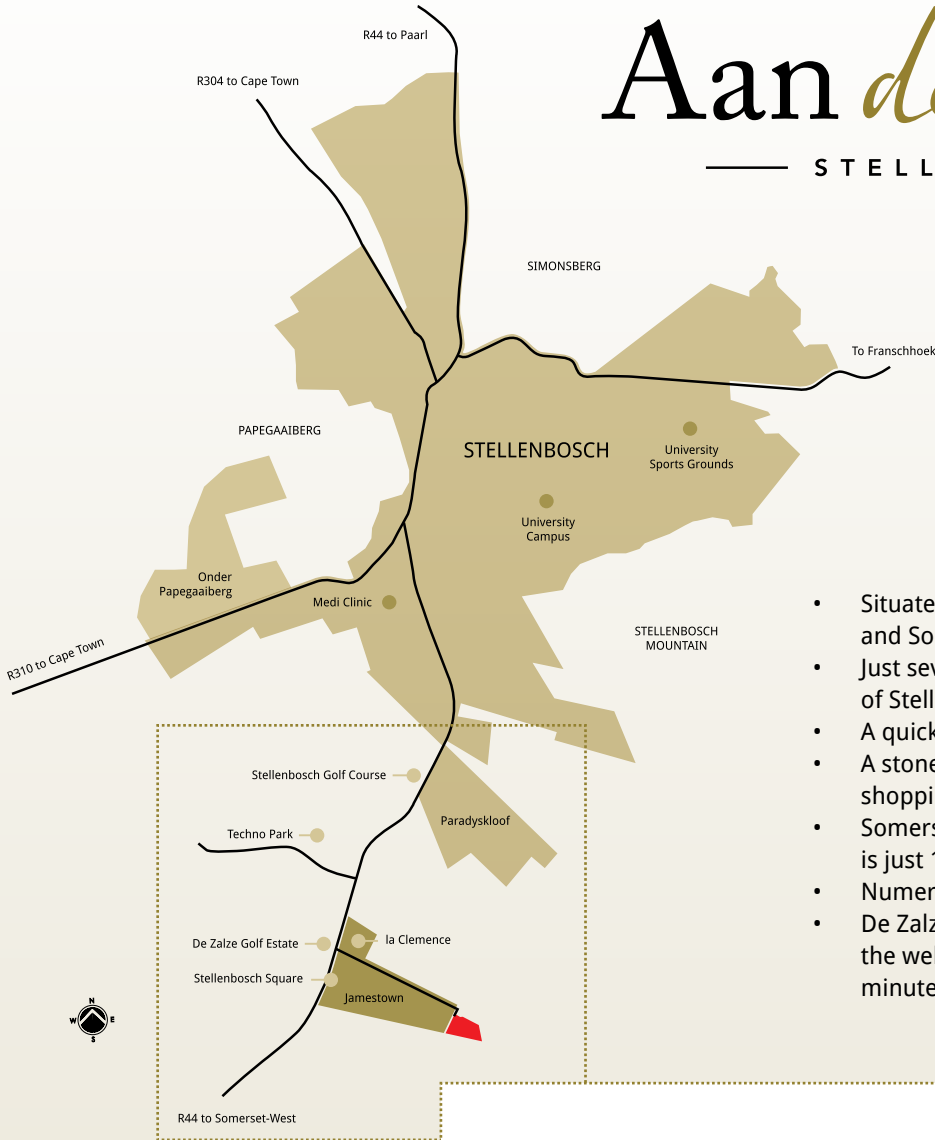 R44 to Paarl
Aan
R304 to Cape Town
STELL
SIMONSBERG
To Franschhoek
PAPEGAAIBERG
STELLENBOSCH
University
Sports Grounds
University
Campus
Onder
Papegaaiberg
Medi Clinic
R310 to Cape Town
STELLENBOSCH
MOUNTAIN
• Situate
and So
• Just sev
of Stell
• A quick
• A stone
shoppi
• Somers
is just
• Numer
• De Zalz
the wel
minute
Stellenbosch Golf Course
Paradyskloof
Techno Park
De Zalze Golf Estate
la Clemence
Stellenbosch Square
Jamestown
N
W E
S
R44 to Somerset-West